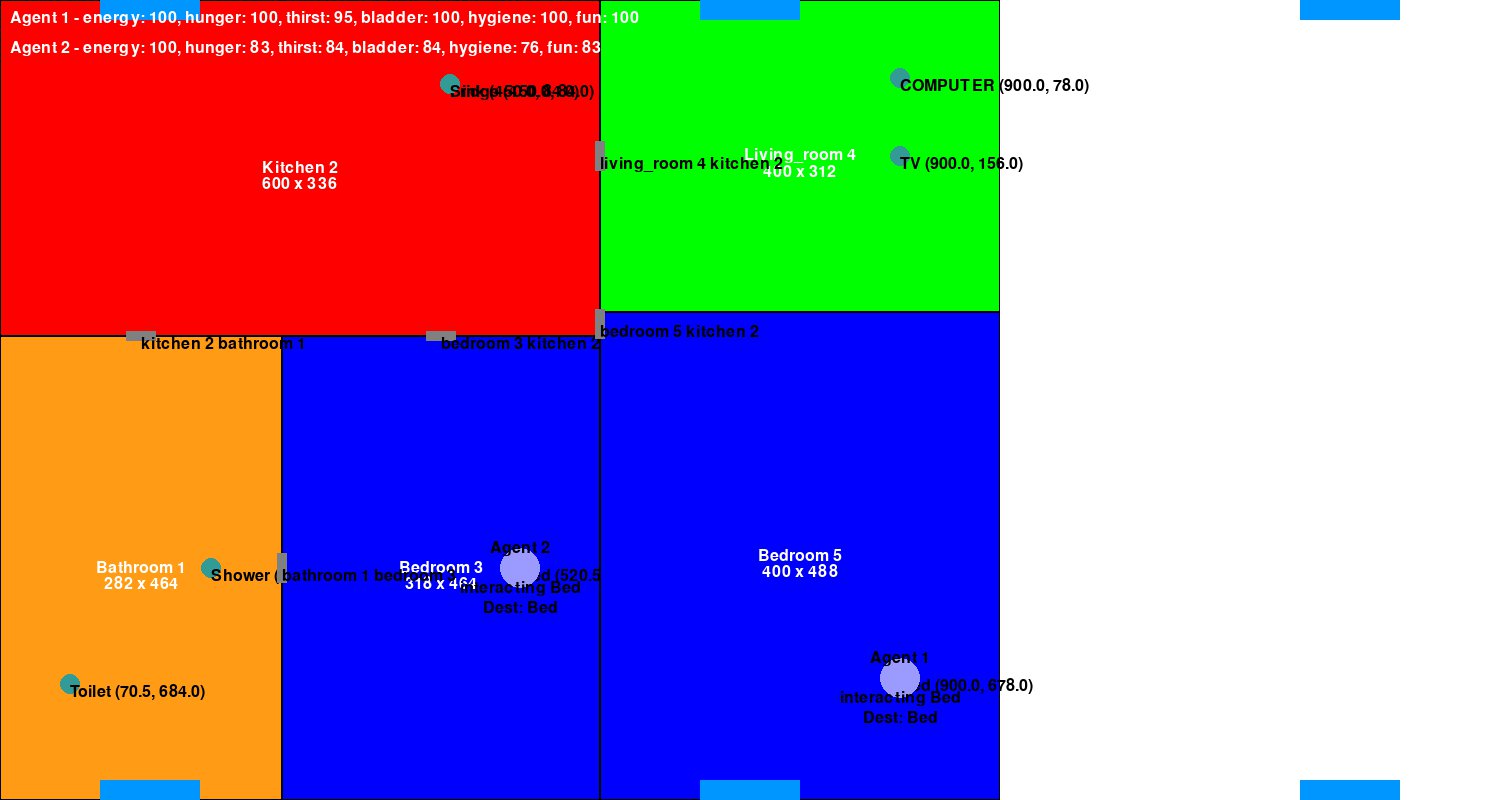 Agent 1 - energy: 100, hunger: 100, thirst: 95, bladder: 100, hygiene: 100, fun: 100
Agent 2 - energy: 100, hunger: 83, thirst: 84, bladder: 84, hygiene: 76, fun: 83
COMPUTER (900.0, 78.0)
Kitchen 2
600 x 336
living_room 4 kitchen 2
Living_room 4
400 x 312
TV (900.0, 156.0)
kitchen 2 bathroom 1
bedroom 3 kitchen 2
bedroom 5 kitchen 2
Bathroom 1
282 x 464
Shower (
bathroom 1 bedroom
Bedroom 3
318 x 464
Agent 2
(520.5
interacting Bed
Dest: Bed
Bedroom 5
400 x 488
Agent 1
(900.0, 678.0)
interacting Bed
Dest: Bed
Toilet (70.5, 684.0)